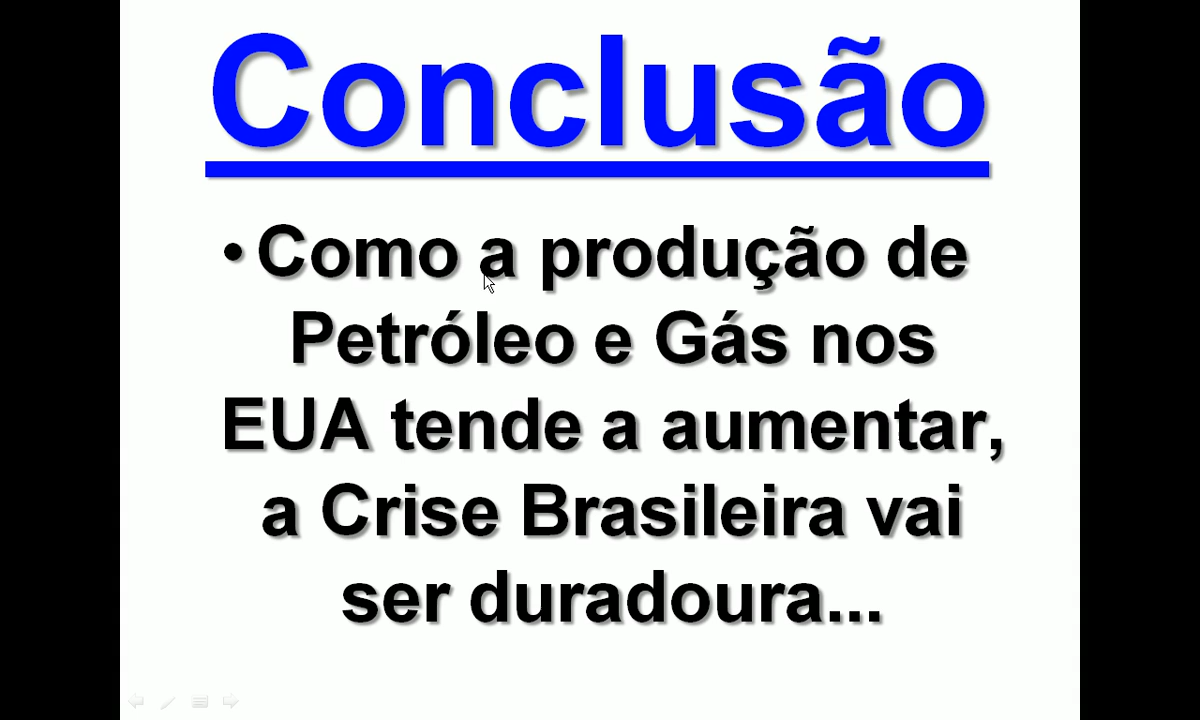 Conclusão
• Como a produção de
Petróleo e Gás nos
EUA tende a aumentar,
a Crise Brasileira vai
ser duradoura...